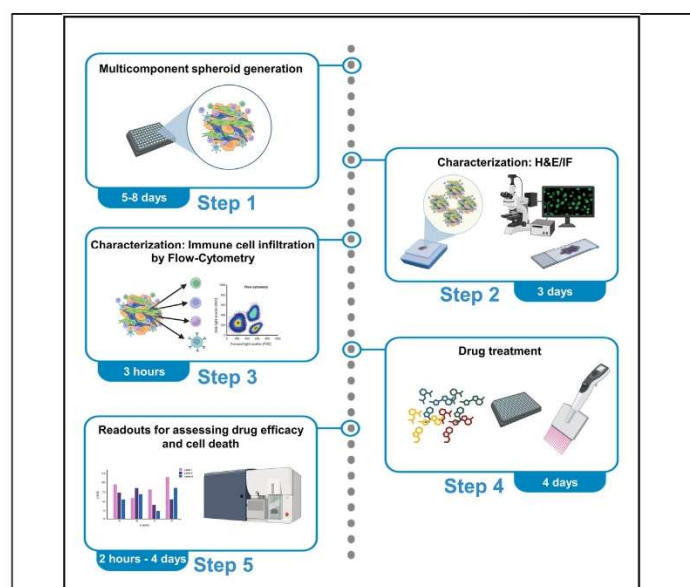 Multicomponent spheroid generation
5-8 days
Step 1
Characterization: H&E/IF
Step 2
3 days
Characterization: Immune cell infiltration
by Flow-Cytometry
Flow cytometry
3 hours
Step 3
Drug treatment
Step 4
4 days
Readouts for assessing drug efficacy
and cell death
2 hours - 4 days
Step 5